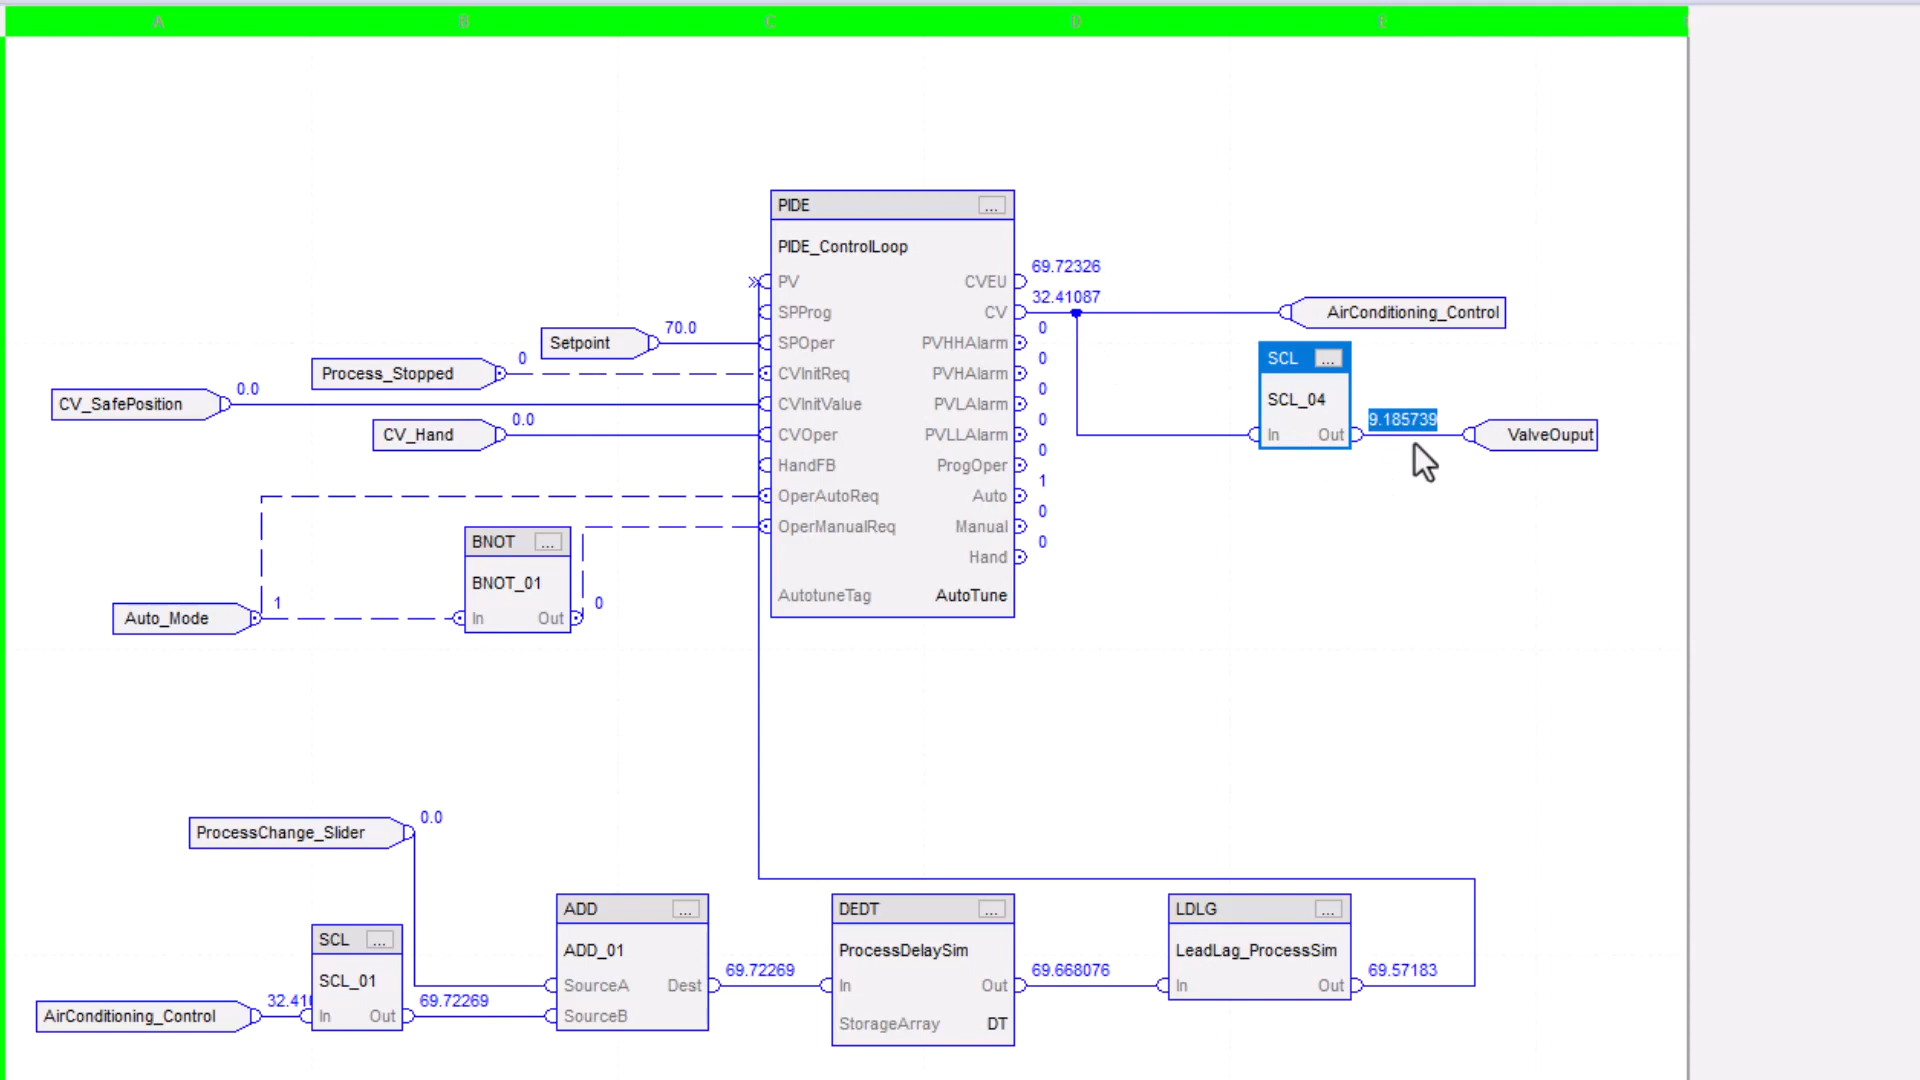 A B C D E
PIDE ...
PIDE_ControlLoop
PV CVEU 69.72326
SPProg CV 32.41087 AirConditioning_Control
Setpoint 70.0 SPOper PVHHAlarm 0
Process_Stopped 0 CVInitReq PVHAlarm 0
CV_SafePosition 0.0 CVInitValue PVLAlarm 0
CV_Hand 0.0 CVOper PVLLAlarm 0
HandFB ProgOper 0
OperAutoReq Auto 1
OperManualReq Manual 0
Hand 0
AutotuneTag AutoTune
SCL ...
SCL_04
In Out 9.185739 ValveOuput
BNOT ...
BNOT_01
Auto_Mode 1 In Out 0
ProcessChange_Slider 0.0
SCL ...
SCL_01
AirConditioning_Control 32.410 In Out 69.72269
ADD ...
ADD_01
SourceA Dest 69.72269
SourceB
DEDT ...
ProcessDelaySim
In Out 69.668076
StorageArray DT
LDLG ...
LeadLag_ProcessSim
In Out 69.57183